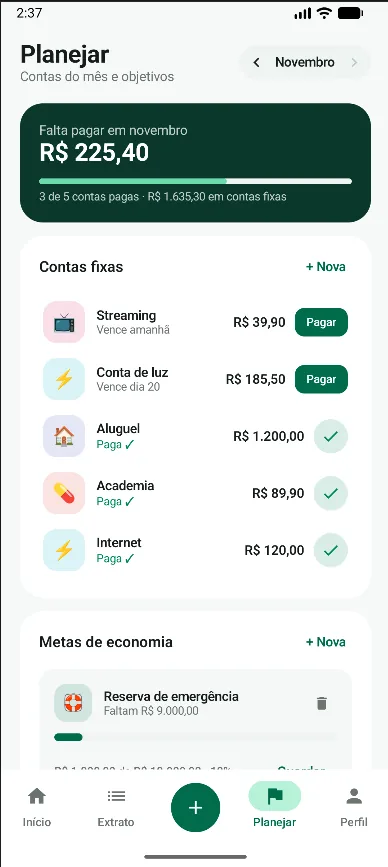 2:37
Planejar
Contas do mês e objetivos
Novembro
Falta pagar em novembro
R$ 225,40
3 de 5 contas pagas · R$ 1.635,30 em contas fixas
Contas fixas
+ Nova
Streaming
Vence amanhã
R$ 39,90
Pagar
Conta de luz
Vence dia 20
R$ 185,50
Pagar
Aluguel
Paga ✓
R$ 1.200,00
Academia
Paga ✓
R$ 89,90
Internet
Paga ✓
R$ 120,00
Metas de economia
+ Nova
Reserva de emergência
Faltam R$ 9.000,00
Início
Extrato
Planejar
Perfil